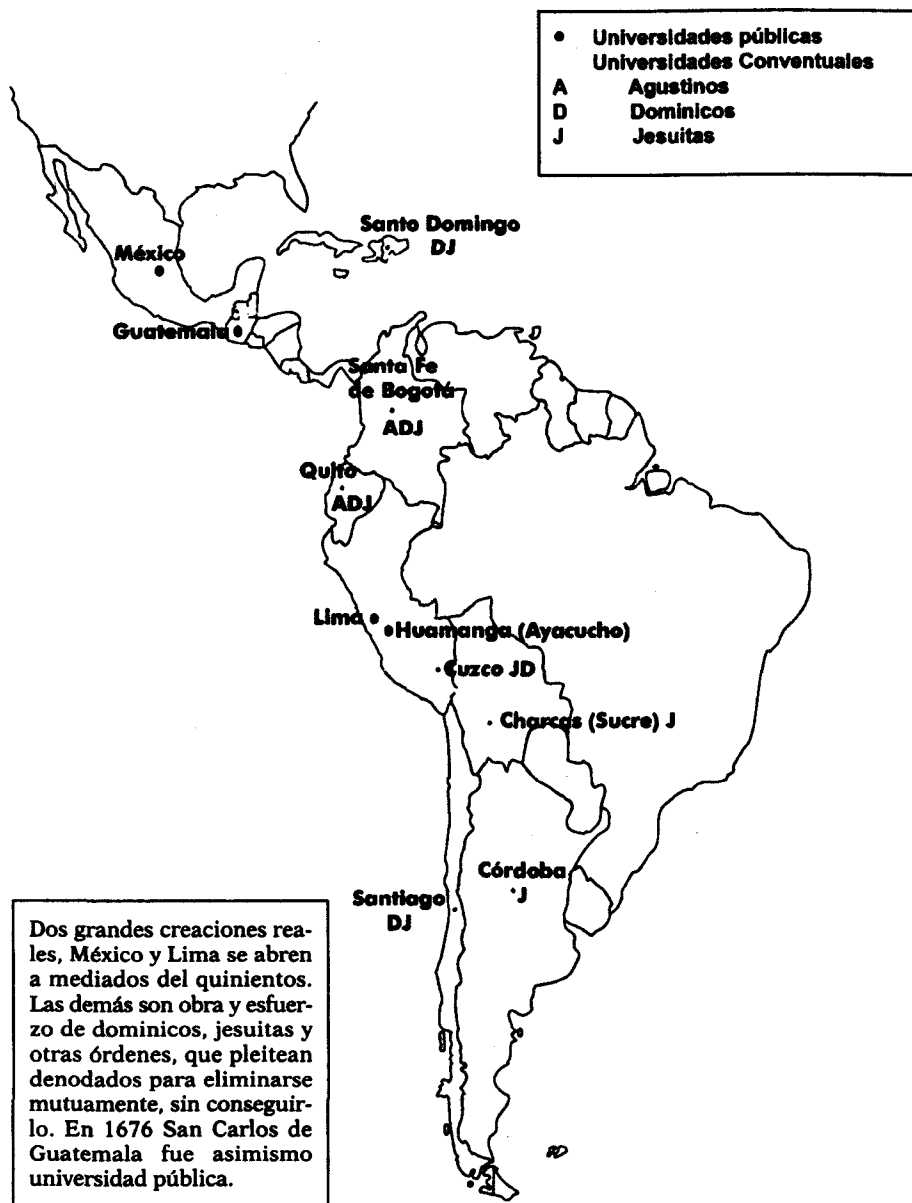 • Universidades públicas
Universidades Conventuales
A Agustinos
D Dominicos
J Jesuitas
Santo Domingo
DJ
México
Guatemala
Santa Fe
de Bogotá
ADJ
Quito
ADJ
Lima
Huamanga (Ayacucho)
Cuzco JD
Charcas (Sucre) J
Córdoba
J
Santiago
DJ
Dos grandes creaciones rea-
les, México y Lima se abren
a mediados del quinientos.
Las demás son obra y esfuer-
zo de dominicos, jesuitas y
otras órdenes, que pleitean
denodados para eliminarse
mutuamente, sin conseguir-
lo. En 1676 San Carlos de
Guatemala fue asimismo
universidad pública.